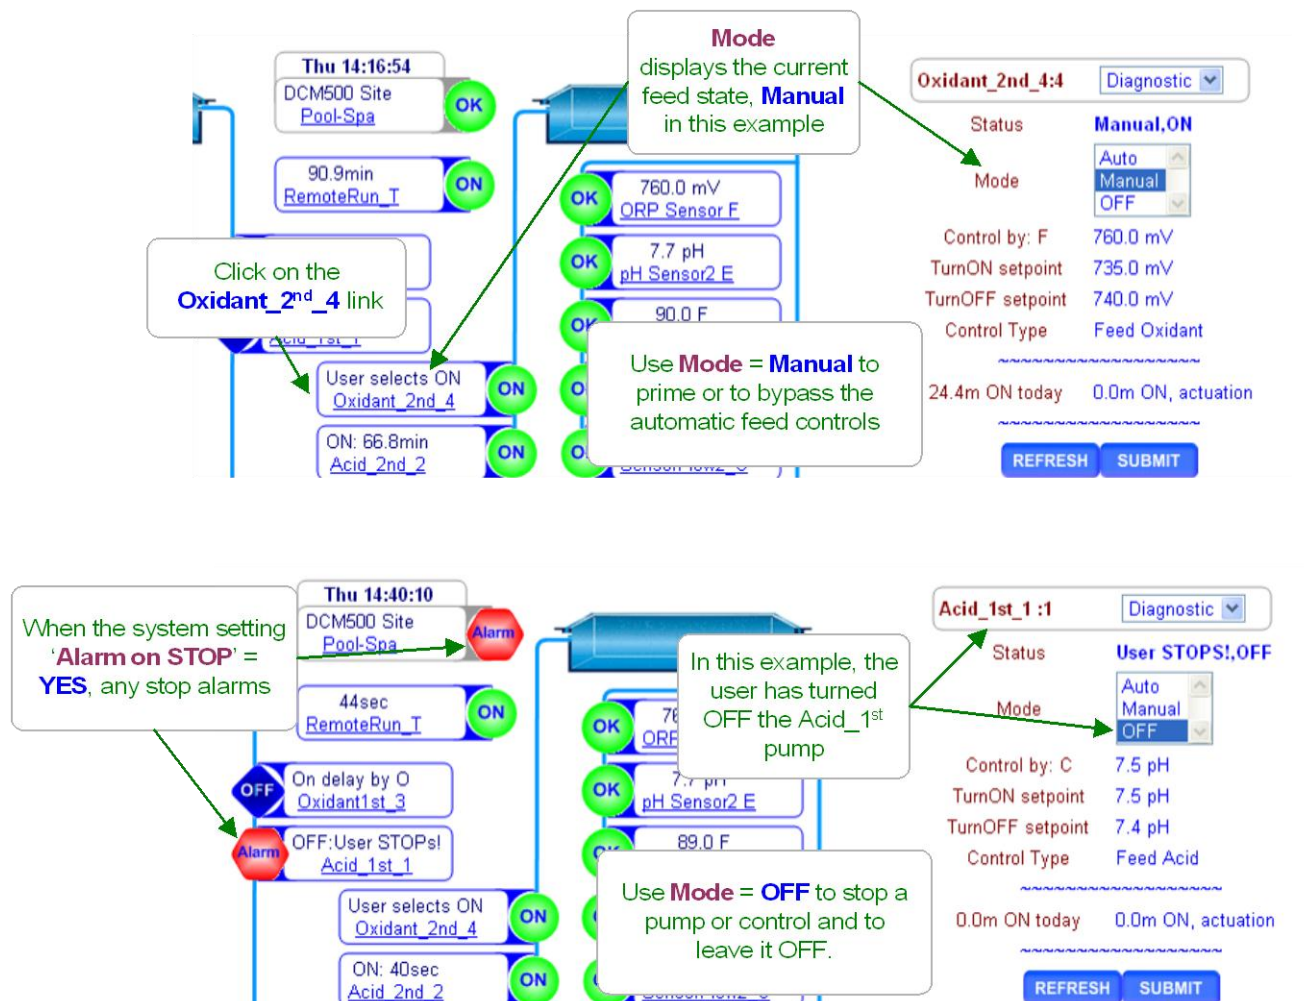 Mode
displays the current
feed state, Manual
in this example
Thu 14:16:54
DCM500 Site
Pool-Spa
OK
90.9min
RemoteRun_T
ON
Click on the
Oxidant_2nd_4 link
Acid_1st_1
User selects ON
Oxidant_2nd_4
ON
ON: 66.8min
Acid_2nd_2
ON
OK
760.0 mV
ORP Sensor F
OK
7.7 pH
pH Sensor2 E
OK
90.0 F
Use Mode = Manual to
prime or to bypass the
automatic feed controls
Oxidant_2nd_4:4
Diagnostic
Status
Manual,ON
Mode
Auto
Manual
OFF
Control by: F
760.0 mV
TurnON setpoint
735.0 mV
TurnOFF setpoint
740.0 mV
Control Type
Feed Oxidant
~~~~~~~~~~~~~~~~~~
24.4m ON today
0.0m ON, actuation
~~~~~~~~~~~~~~~~~~
REFRESH
SUBMIT
When the system setting
'Alarm on STOP' =
YES, any stop alarms
Thu 14:40:10
DCM500 Site
Pool-Spa
Alarm
44sec
RemoteRun_T
ON
OFF
On delay by O
Oxidant1st_3
Alarm
OFF:User STOPs!
Acid_1st_1
User selects ON
Oxidant_2nd_4
ON
ON: 40sec
Acid_2nd_2
ON
In this example, the
user has turned
OFF the Acid_1st
pump
OK
OK
7.7 pH
pH Sensor2 E
89.0 F
Use Mode = OFF to stop a
pump or control and to
leave it OFF.
Acid_1st_1 :1
Diagnostic
Status
User STOPS!,OFF
Mode
Auto
Manual
OFF
Control by: C
7.5 pH
TurnON setpoint
7.5 pH
TurnOFF setpoint
7.4 pH
Control Type
Feed Acid
~~~~~~~~~~~~~~~~~~
0.0m ON today
0.0m ON, actuation
~~~~~~~~~~~~~~~~~~
REFRESH
SUBMIT